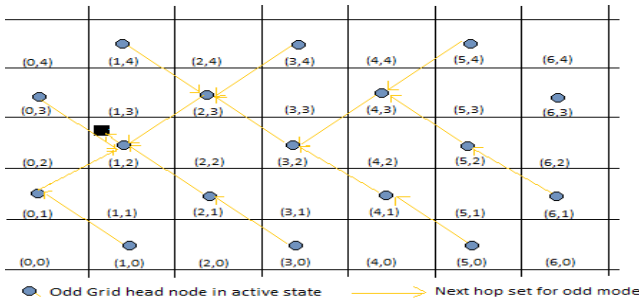 (0,4) (1,4) (2,4) (3,4) (4,4) (5,4) (6,4)
(0,3) (1,3) (2,3) (3,3) (4,3) (5,3) (6,3)
(0,2) (1,2) (2,2) (3,2) (4,2) (5,2) (6,2)
(0,1) (1,1) (2,1) (3,1) (4,1) (5,1) (6,1)
(0,0) (1,0) (2,0) (3,0) (4,0) (5,0) (6,0)
Odd Grid head node in active state Next hop set for odd mode